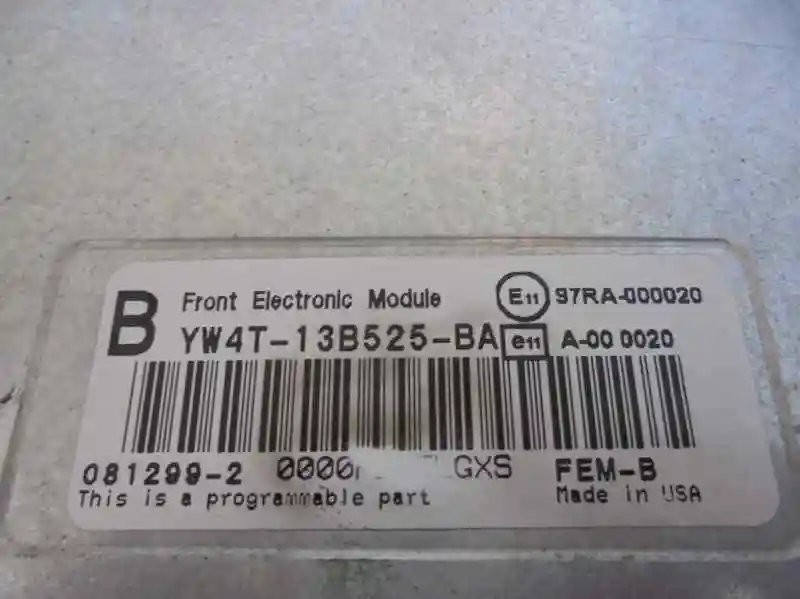 B
Front Electronic Module E11 97RA-000020
YW4T-13B525-BA e11 A-00 0020
081299-2 GXS FEM-B
This is a programmable part Made in USA